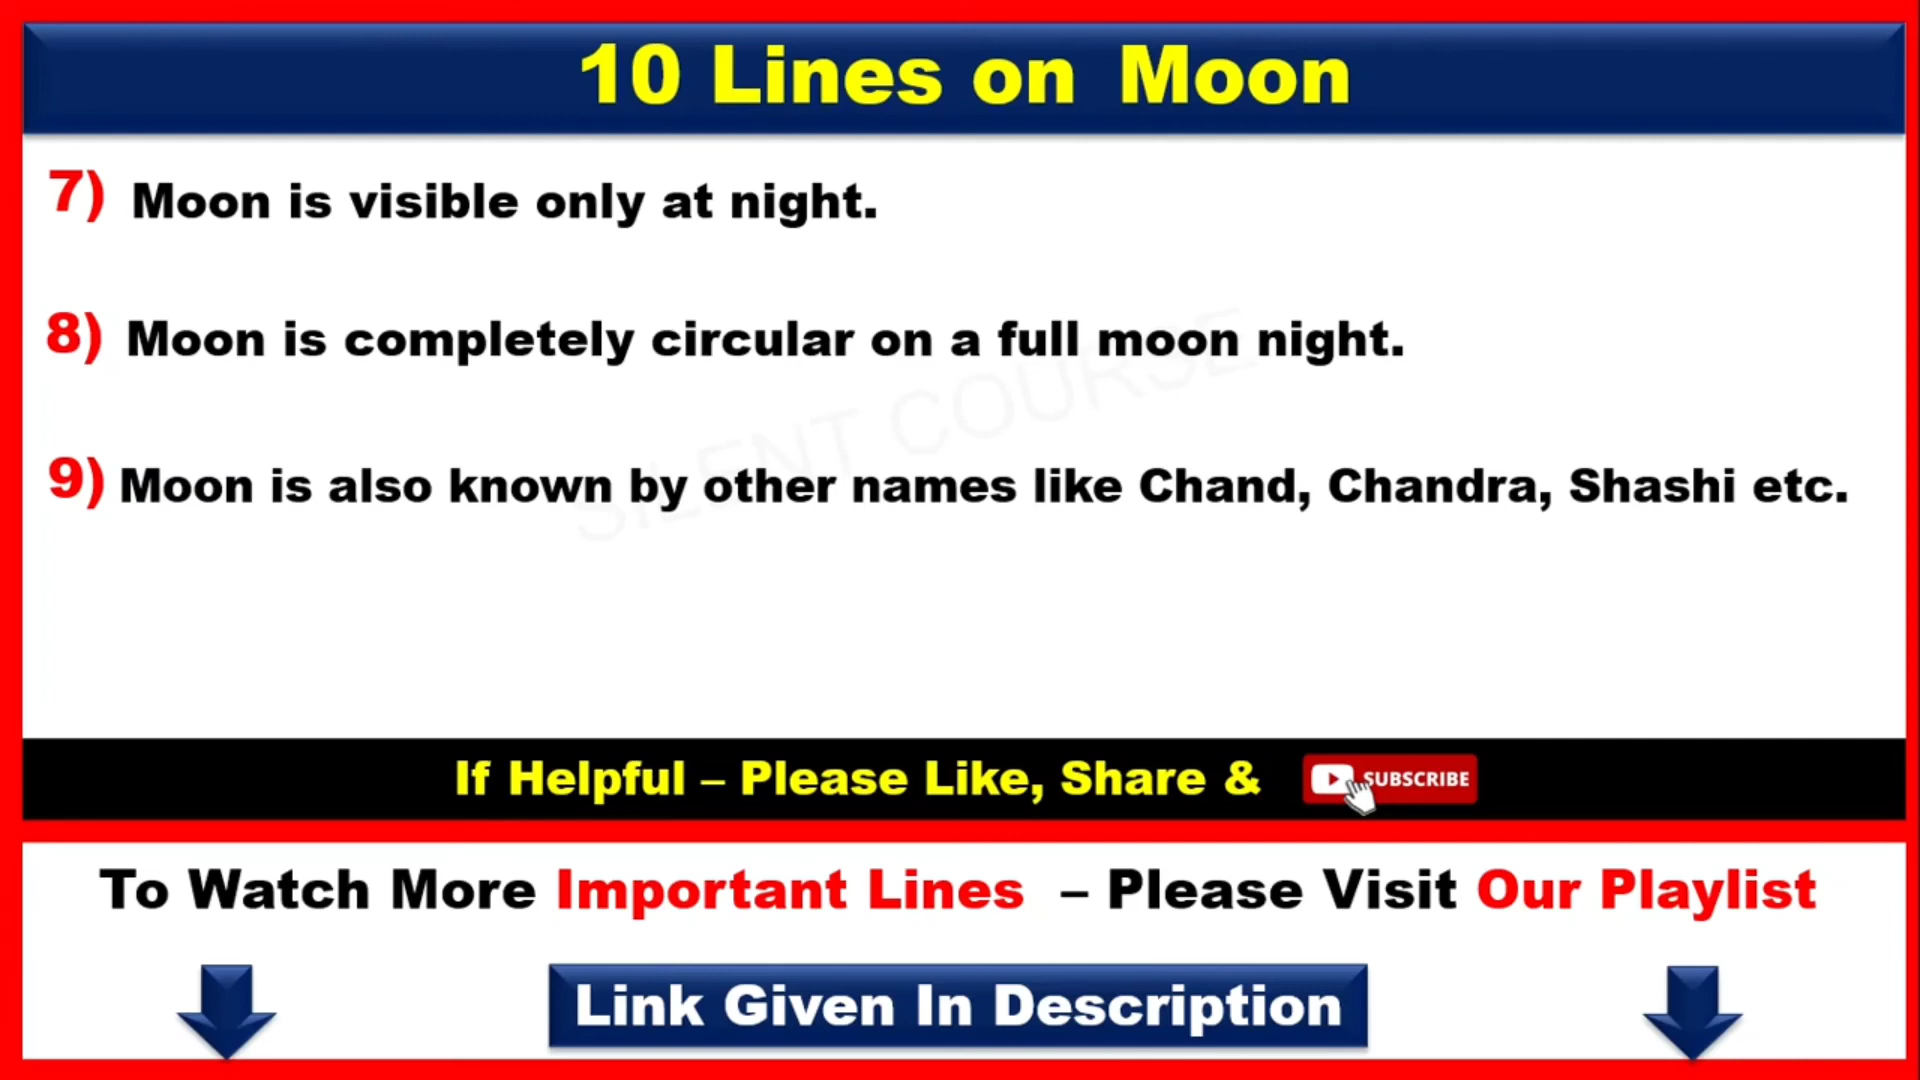 10 Lines on Moon
7) Moon is visible only at night.
8) Moon is completely circular on a full moon night.
SILENT COURSE
9) Moon is also known by other names like Chand, Chandra, Shashi etc.
If Helpful – Please Like, Share & SUBSCRIBE
To Watch More Important Lines – Please Visit Our Playlist
Link Given In Description